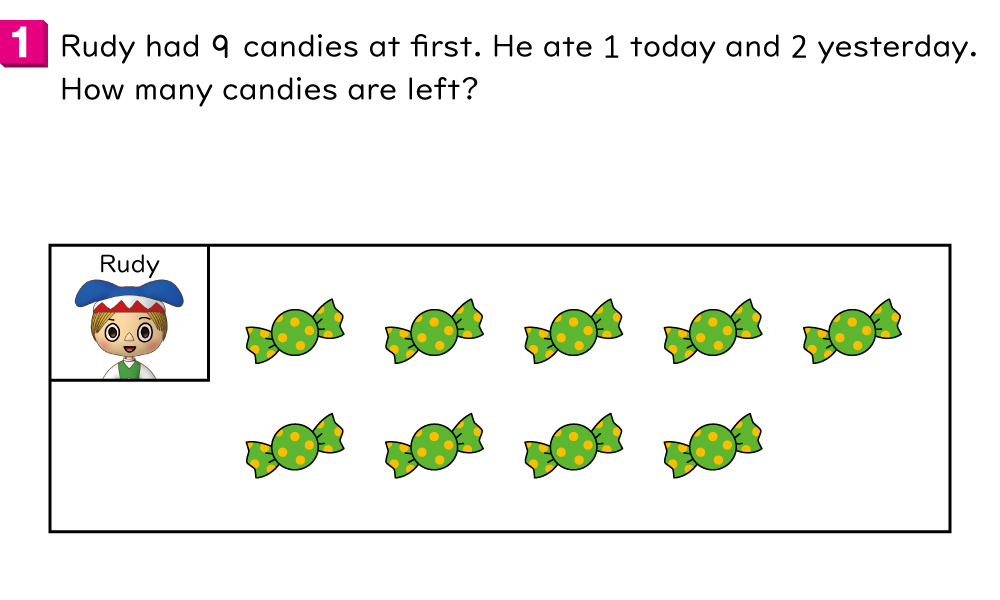 1 Rudy had 9 candies at first. He ate 1 today and 2 yesterday.
How many candies are left?
Rudy